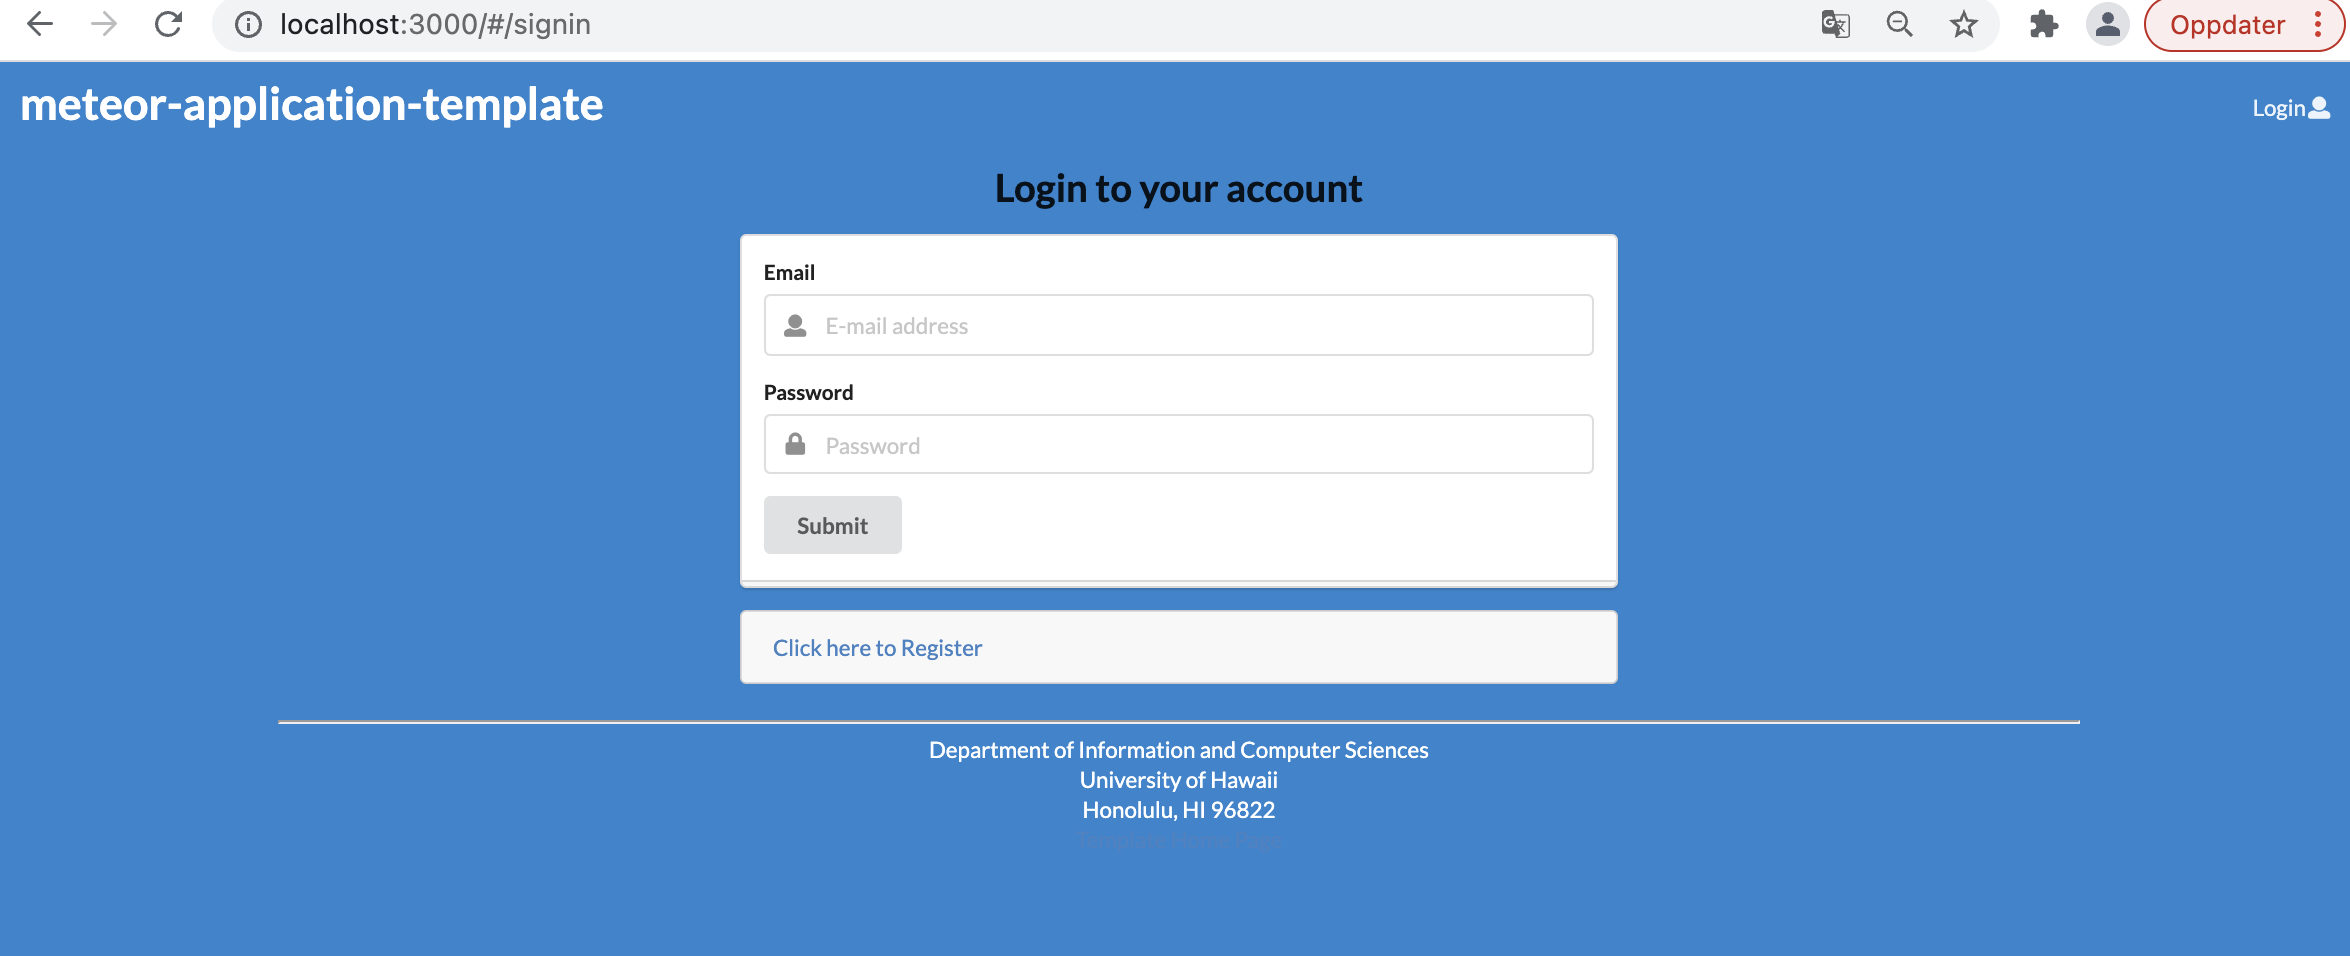 localhost:3000/#/signin
Oppdater
meteor-application-template
Login
Login to your account
Email
E-mail address
Password
Password
Submit
Click here to Register
Department of Information and Computer Sciences
University of Hawaii
Honolulu, HI 96822
Template Home Page